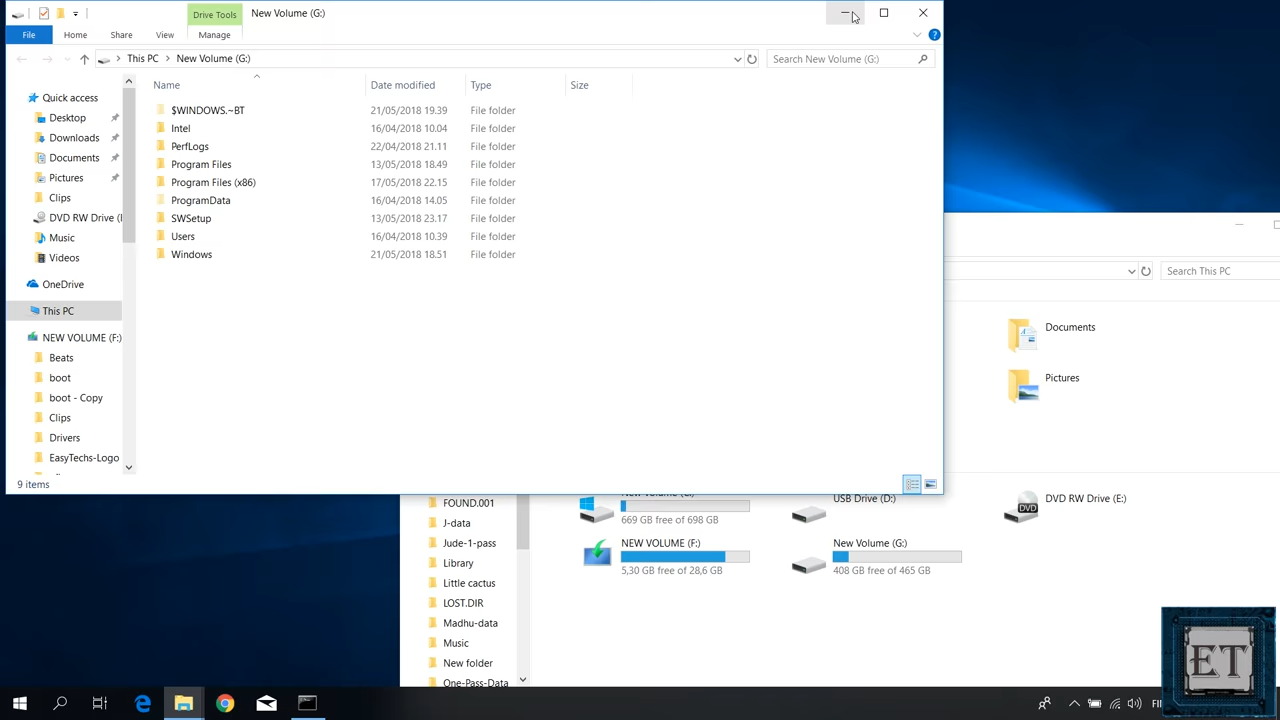 Drive Tools
New Volume (G:)
File
Home
Share
View
Manage
This PC
New Volume (G:)
Search New Volume (G:)
Name
Date modified
Type
Size
Quick access
Desktop
Downloads
Documents
Pictures
Clips
DVD RW Drive (
Music
Videos
OneDrive
This PC
NEW VOLUME (F:)
Beats
boot
boot - Copy
Clips
Drivers
EasyTechs-Logo
$WINDOWS.~BT 21/05/2018 19.39 File folder
Intel 16/04/2018 10.04 File folder
PerfLogs 22/04/2018 21.11 File folder
Program Files 13/05/2018 18.49 File folder
Program Files (x86) 17/05/2018 22.15 File folder
ProgramData 16/04/2018 14.05 File folder
SWSetup 13/05/2018 23.17 File folder
Users 16/04/2018 10.39 File folder
Windows 21/05/2018 18.51 File folder
9 items
Search This PC
Documents
Pictures
FOUND.001
J-data
Jude-1-pass
Library
Little cactus
LOST.DIR
Madhu-data
Music
New folder
One-Pass-Data
New Volume (C:)
669 GB free of 698 GB
USB Drive (D:)
DVD RW Drive (E:)
DVD
NEW VOLUME (F:)
5,30 GB free of 28,6 GB
New Volume (G:)
408 GB free of 465 GB
ET
FI